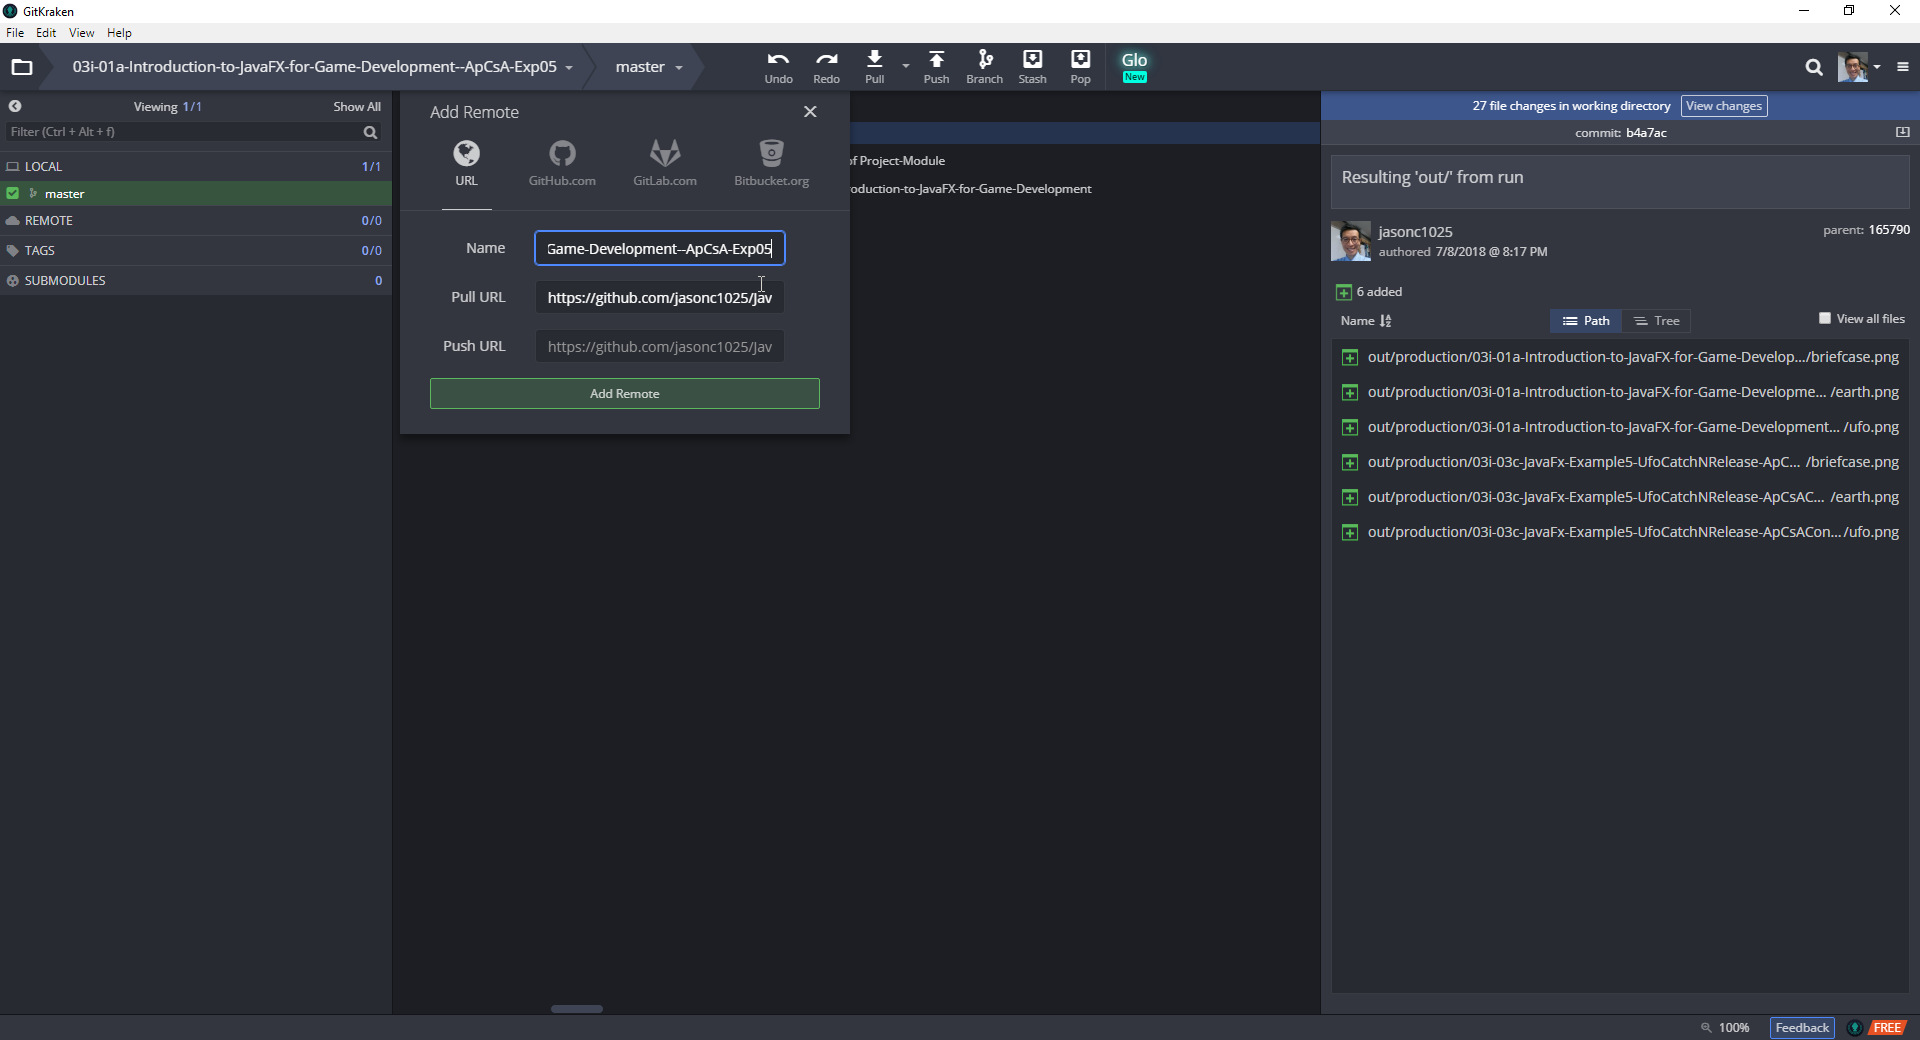 GitKraken
File Edit View Help
03i-01a-Introduction-to-JavaFX-for-Game-Development--ApCsA-Exp05
master
Undo Redo Pull Push Branch Stash Pop
Glo
New
Viewing 1/1 Show All
Filter (Ctrl + Alt + f)
LOCAL 1/1
master
REMOTE 0/0
TAGS 0/0
SUBMODULES 0
Add Remote
URL GitHub.com GitLab.com Bitbucket.org
Name Game-Development--ApCsA-Exp05
Pull URL https://github.com/jasonc1025/Jav
Push URL https://github.com/jasonc1025/Jav
Add Remote
of Project-Module
roduction-to-JavaFX-for-Game-Development
27 file changes in working directory View changes
commit: b4a7ac
Resulting 'out/' from run
jasonc1025
authored 7/8/2018 @ 8:17 PM
parent: 165790
6 added
Name Path Tree View all files
out/production/03i-01a-Introduction-to-JavaFX-for-Game-Develop.../briefcase.png
out/production/03i-01a-Introduction-to-JavaFX-for-Game-Developme... /earth.png
out/production/03i-01a-Introduction-to-JavaFX-for-Game-Development... /ufo.png
out/production/03i-03c-JavaFx-Example5-UfoCatchNRelease-ApC... /briefcase.png
out/production/03i-03c-JavaFx-Example5-UfoCatchNRelease-ApCsAC... /earth.png
out/production/03i-03c-JavaFx-Example5-UfoCatchNRelease-ApCsACon.../ufo.png
100% Feedback FREE